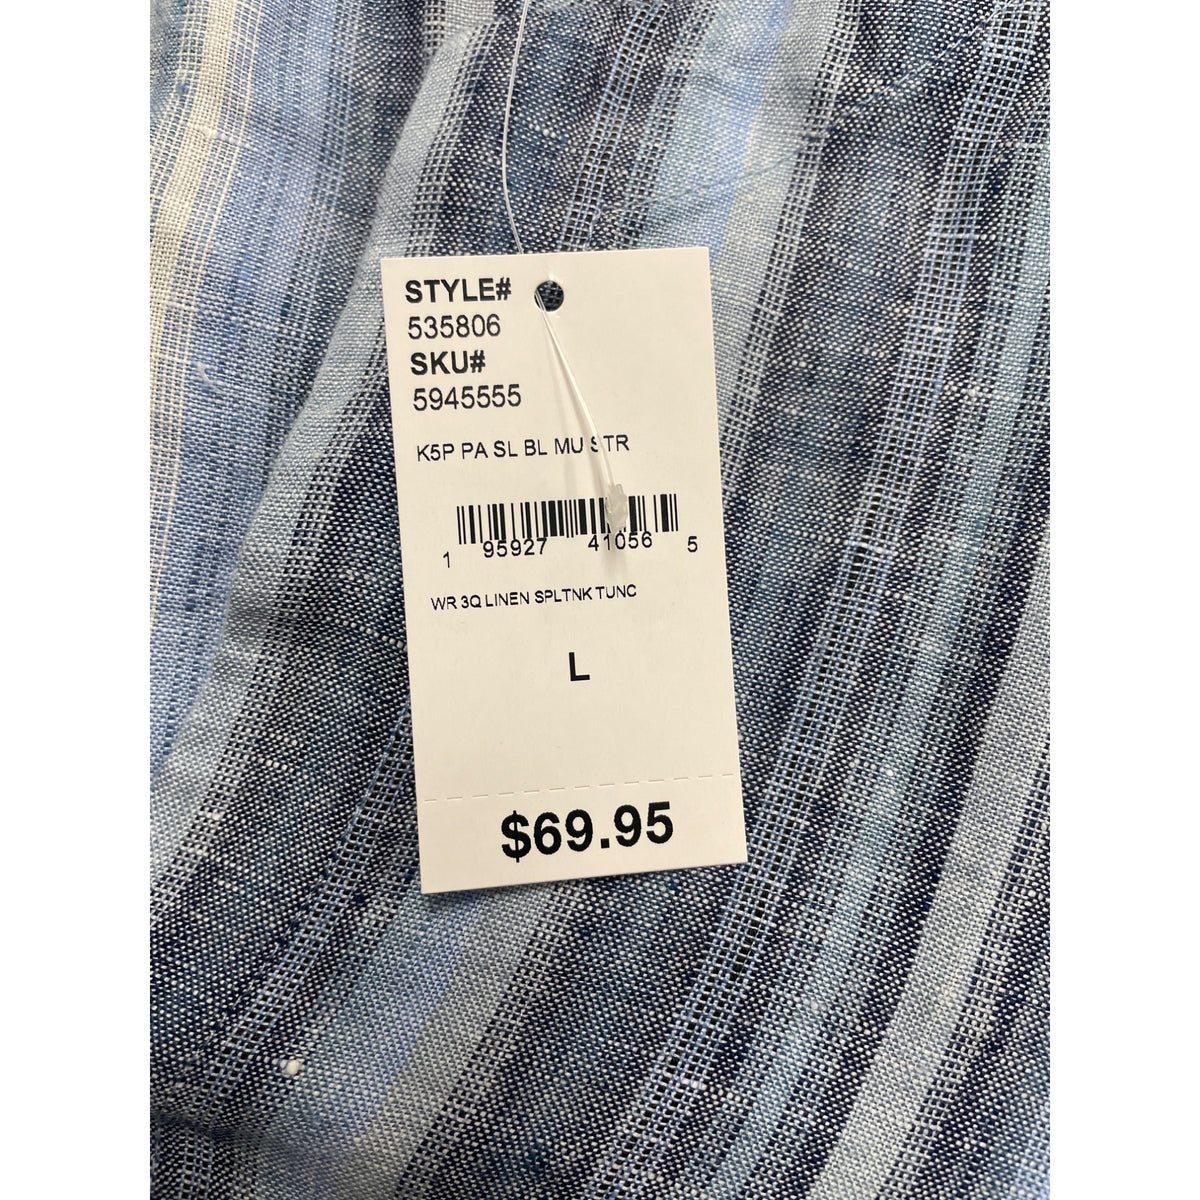 STYLE#
535806
SKU#
5945555
K5P PA SL BL MU STR
1 95927 41056 5
WR 3Q LINEN SPLTNK TUNC
L
$69.95